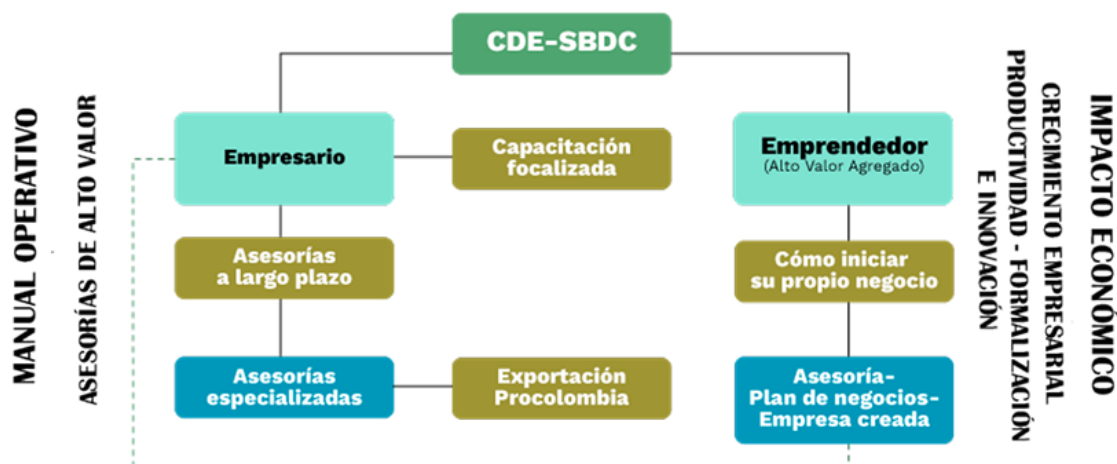 CDE-SBDC
MANUAL OPERATIVO
ASESORÍAS DE ALTO VALOR
Empresario
Capacitación
focalizada
Emprendedor
(Alto Valor Agregado)
Asesorías
a largo plazo
Cómo iniciar
su propio negocio
Asesorías
especializadas
Exportación
Procolombia
Asesoría-
Plan de negocios-
Empresa creada
IMPACTO ECONÓMICO
CRECIMIENTO EMPRESARIAL
PRODUCTIVIDAD - FORMALIZACIÓN
E INNOVACIÓN